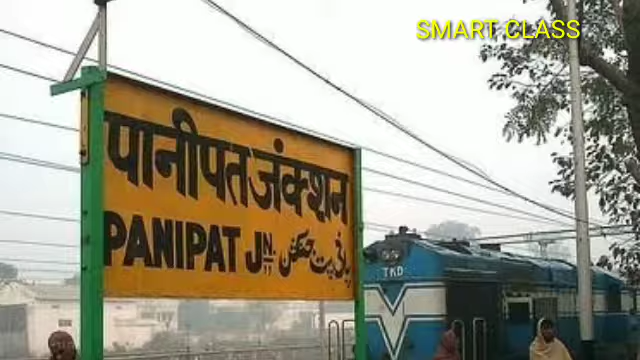 SMART CLASS
पानीपत जंक्शन
PANIPAT JN. پانی پت جنکشن
TKD